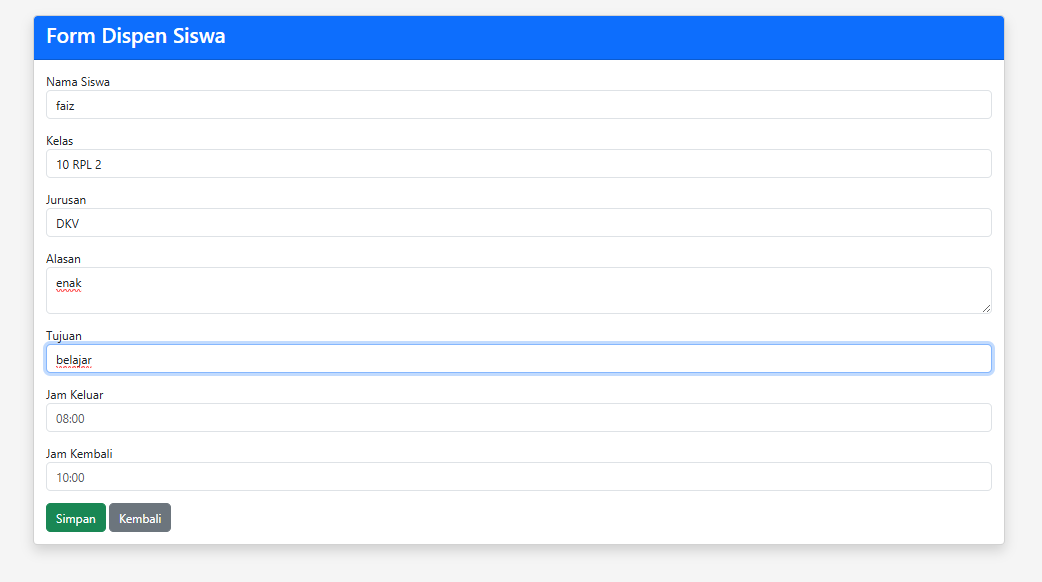 Form Dispen Siswa
Nama Siswa
faiz
Kelas
10 RPL 2
Jurusan
DKV
Alasan
enak
Tujuan
belajar
Jam Keluar
08:00
Jam Kembali
10:00
Simpan Kembali